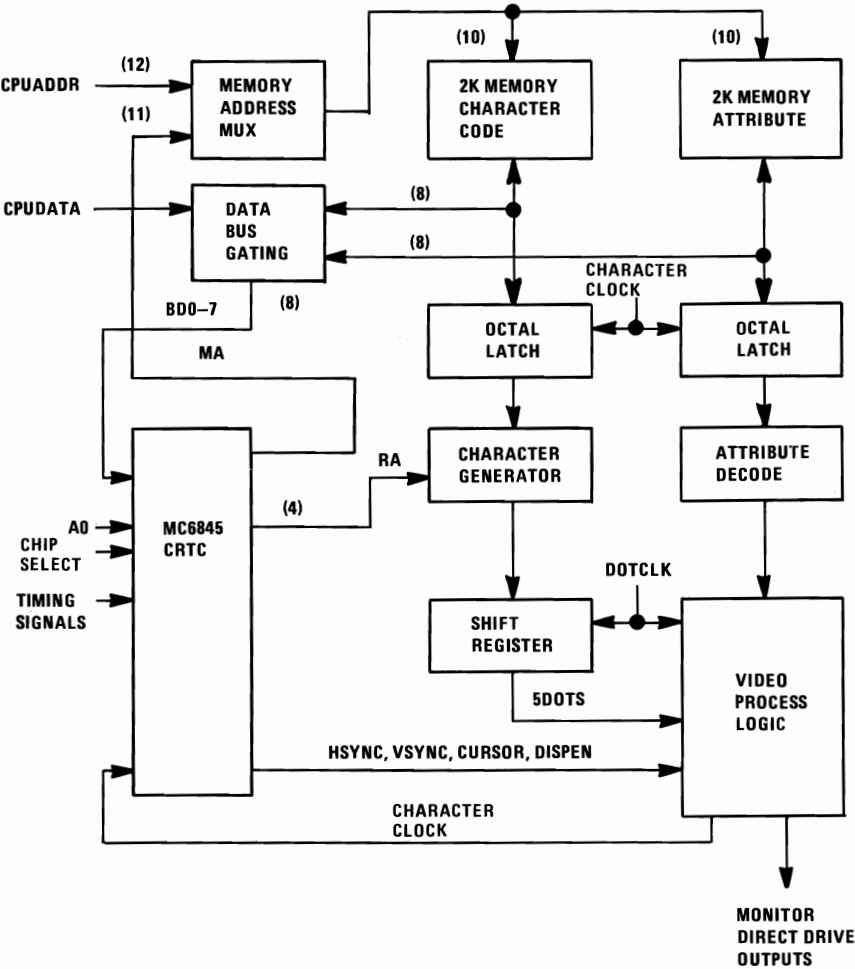 (10)
(10)
(12)
CPUADDR
MEMORY
ADDRESS
MUX
2K MEMORY
CHARACTER
CODE
2K MEMORY
ATTRIBUTE
(11)
CPUDATA
DATA
BUS
GATING
(8)
(8)
CHARACTER
CLOCK
BD0–7
(8)
OCTAL
LATCH
OCTAL
LATCH
MA
CHARACTER
GENERATOR
ATTRIBUTE
DECODE
RA
(4)
MC6845
CRTC
A0
CHIP
SELECT
TIMING
SIGNALS
DOTCLK
SHIFT
REGISTER
VIDEO
PROCESS
LOGIC
5DOTS
HSYNC, VSYNC, CURSOR, DISPEN
CHARACTER
CLOCK
MONITOR
DIRECT DRIVE
OUTPUTS